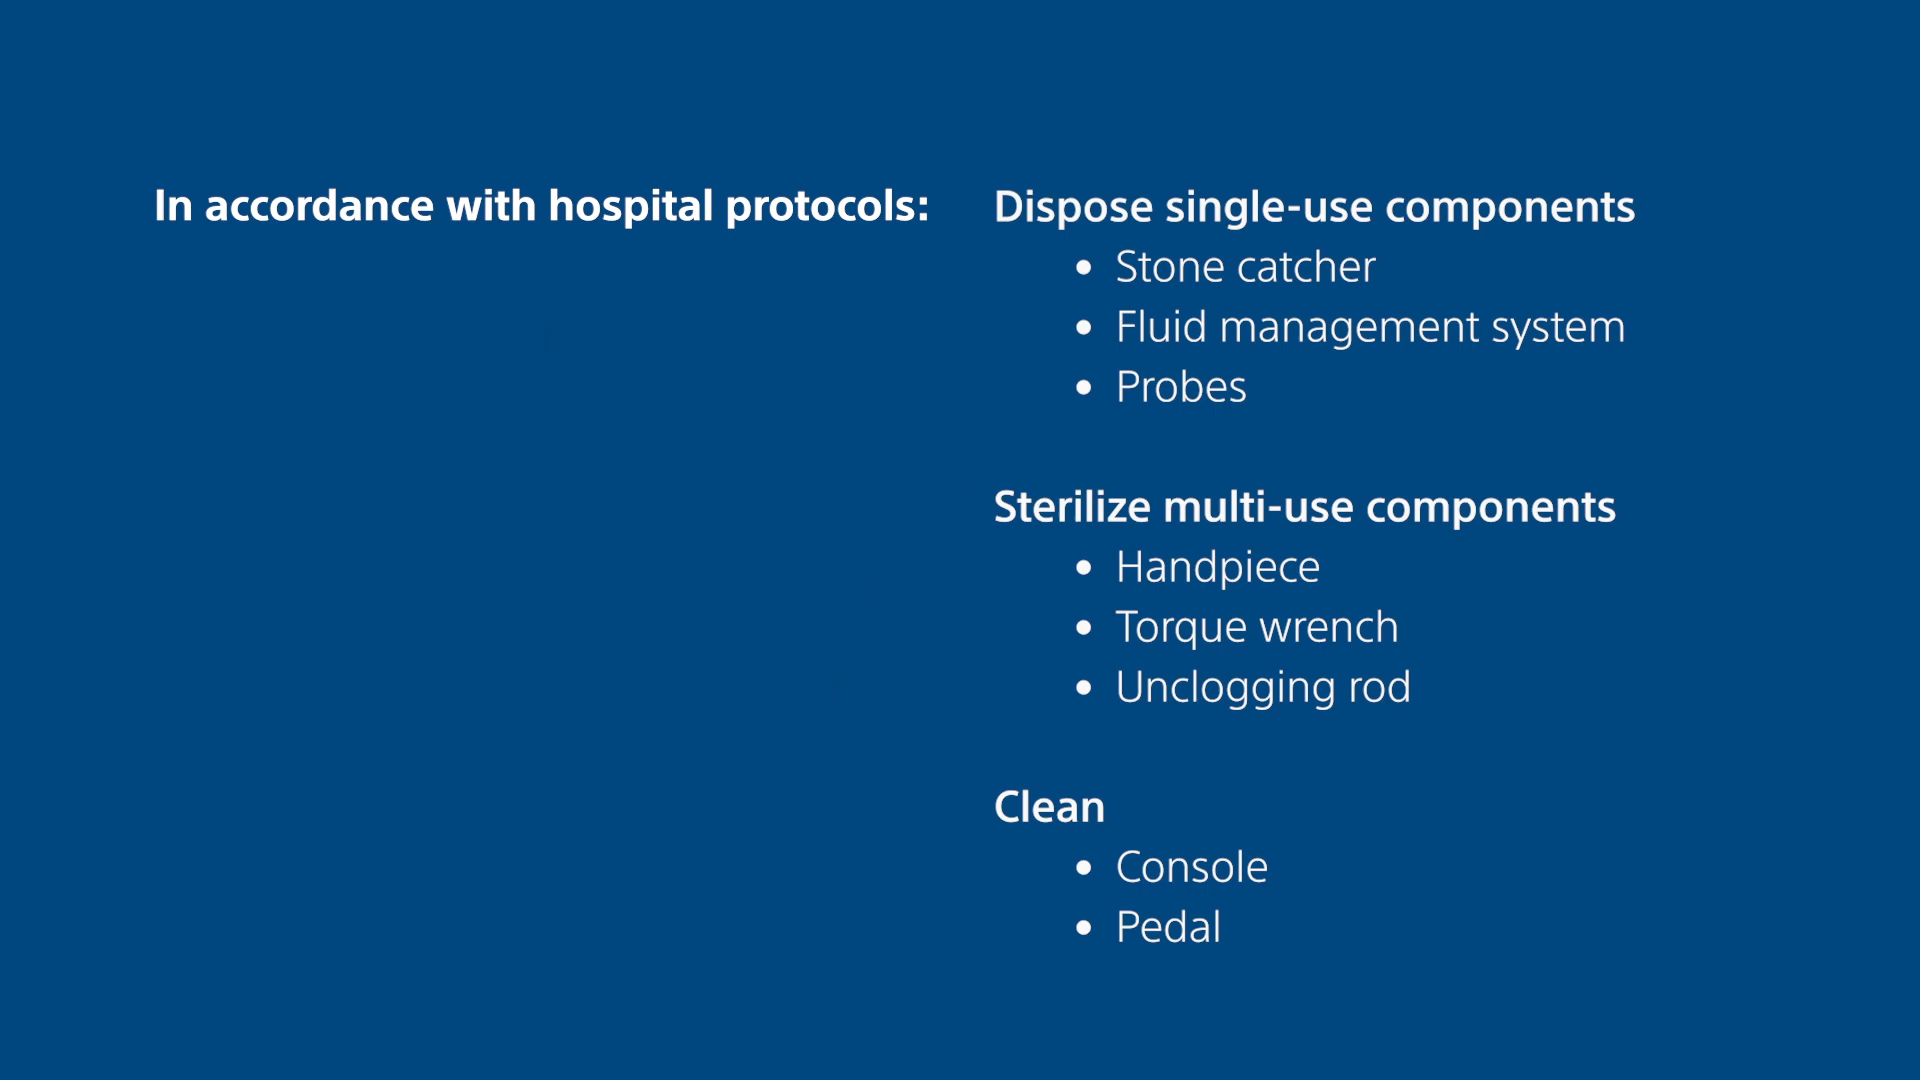 In accordance with hospital protocols:
Dispose single-use components
• Stone catcher
• Fluid management system
• Probes
Sterilize multi-use components
• Handpiece
• Torque wrench
• Unclogging rod
Clean
• Console
• Pedal